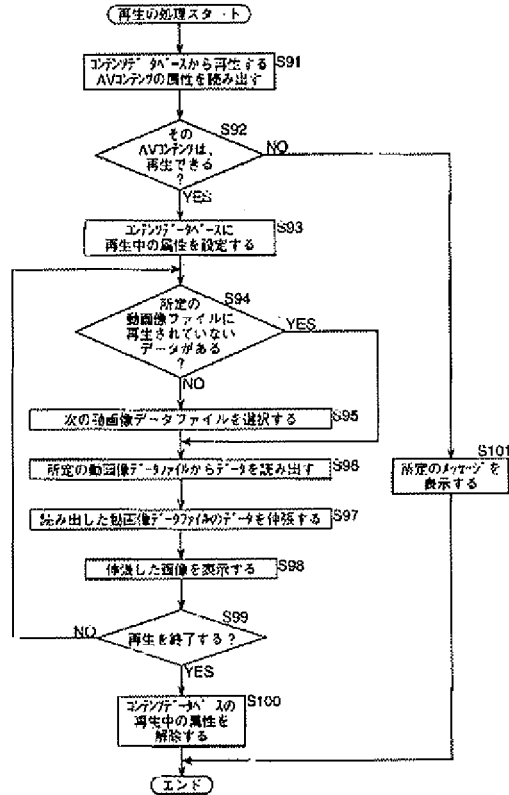 再生の処理スタート
コンテンツデータベースから再生する
AVコンテンツの属性を読み出す
S91
その
AVコンテンツは、
再生できる
?
S92
NO
YES
コンテンツデータベースに
再生中の属性を設定する
S93
所定の
動画像ファイルに
再生されていない
データがある
?
S94
YES
NO
次の動画像データファイルを選択する
S95
所定の動画像データファイルからデータを読み出す
S96
読み出した動画像データファイルのデータを伸張する
S97
伸張した画像を表示する
S98
再生を終了する?
S99
NO
YES
コンテンツデータベースの
再生中の属性を
解除する
S100
S101
所定のメッセージを
表示する
エンド